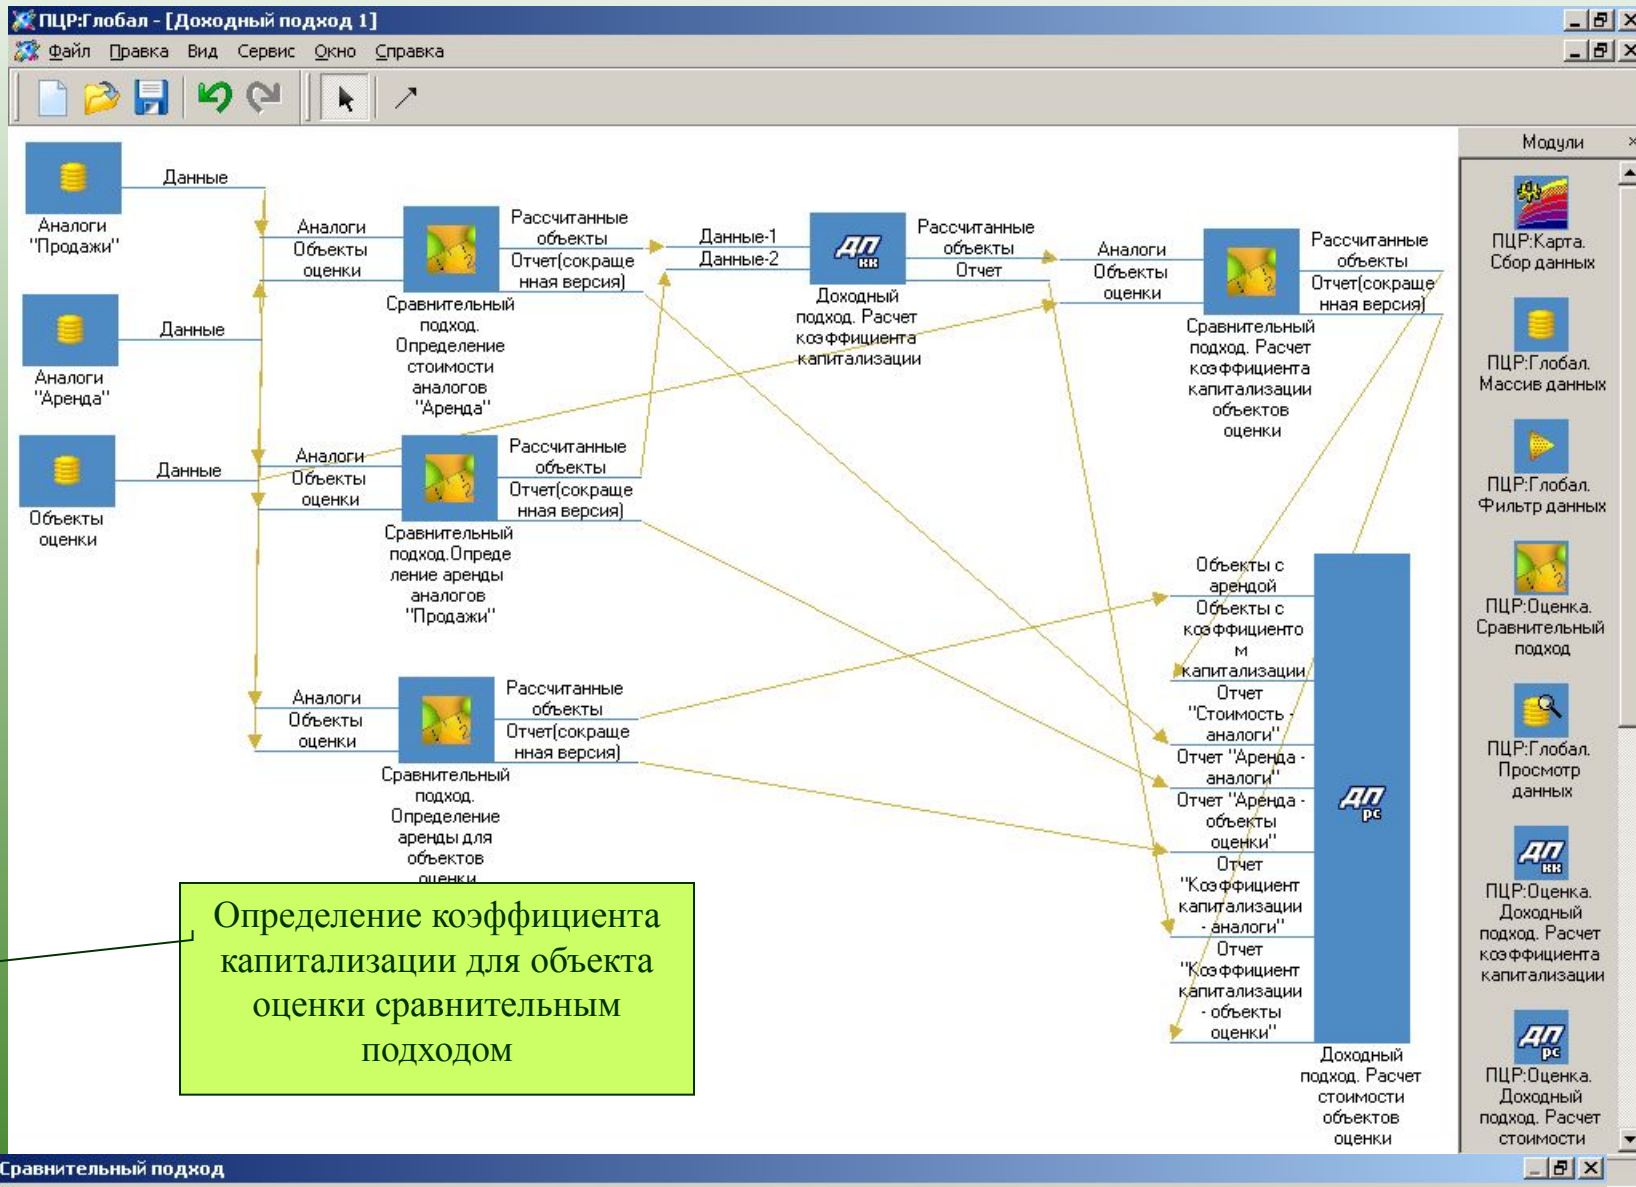 ПЦР:Глобал - [Доходный подход 1]
Файл Правка Вид Сервис Окно Справка
Модули
Аналоги
"Продажи"
Данные
Аналоги
"Аренда"
Данные
Объекты
оценки
Данные
Аналоги
Объекты
оценки
Рассчитанные
объекты
Отчет(сокраще
нная версия)
Сравнительный
подход.
Определение
стоимости
аналогов
"Аренда"
Аналоги
Объекты
оценки
Рассчитанные
объекты
Отчет(сокраще
нная версия)
Сравнительный
подход.Опреде
ление аренды
аналогов
"Продажи"
Аналоги
Объекты
оценки
Рассчитанные
объекты
Отчет(сокраще
нная версия)
Сравнительный
подход.
Определение
аренды для
объектов
оценки
Данные-1
Данные-2
ДП
КК
Рассчитанные
объекты
Отчет
Доходный
подход. Расчет
коэффициента
капитализации
Аналоги
Объекты
оценки
Рассчитанные
объекты
Отчет(сокраще
нная версия)
Сравнительный
подход. Расчет
коэффициента
капитализации
объектов
оценки
Объекты с
арендой
Объекты с
коэффициенто
м
капитализации
Отчет
"Стоимость -
аналоги"
Отчет "Аренда -
аналоги"
Отчет "Аренда -
объекты
оценки"
Отчет
"Коэффициент
капитализации
- аналоги"
Отчет
"Коэффициент
капитализации
- объекты
оценки"
ДП
рс
Доходный
подход. Расчет
стоимости
объектов
оценки
ПЦР:Карта.
Сбор данных
ПЦР:Глобал.
Массив данных
ПЦР:Глобал.
Фильтр данных
ПЦР:Оценка.
Сравнительный
подход
ПЦР:Глобал.
Просмотр
данных
ДП
КК
ПЦР:Оценка.
Доходный
подход. Расчет
коэффициента
капитализации
ДП
рс
ПЦР:Оценка.
Доходный
подход. Расчет
стоимости
Определение коэффициента
капитализации для объекта
оценки сравнительным
подходом
Сравнительный подход